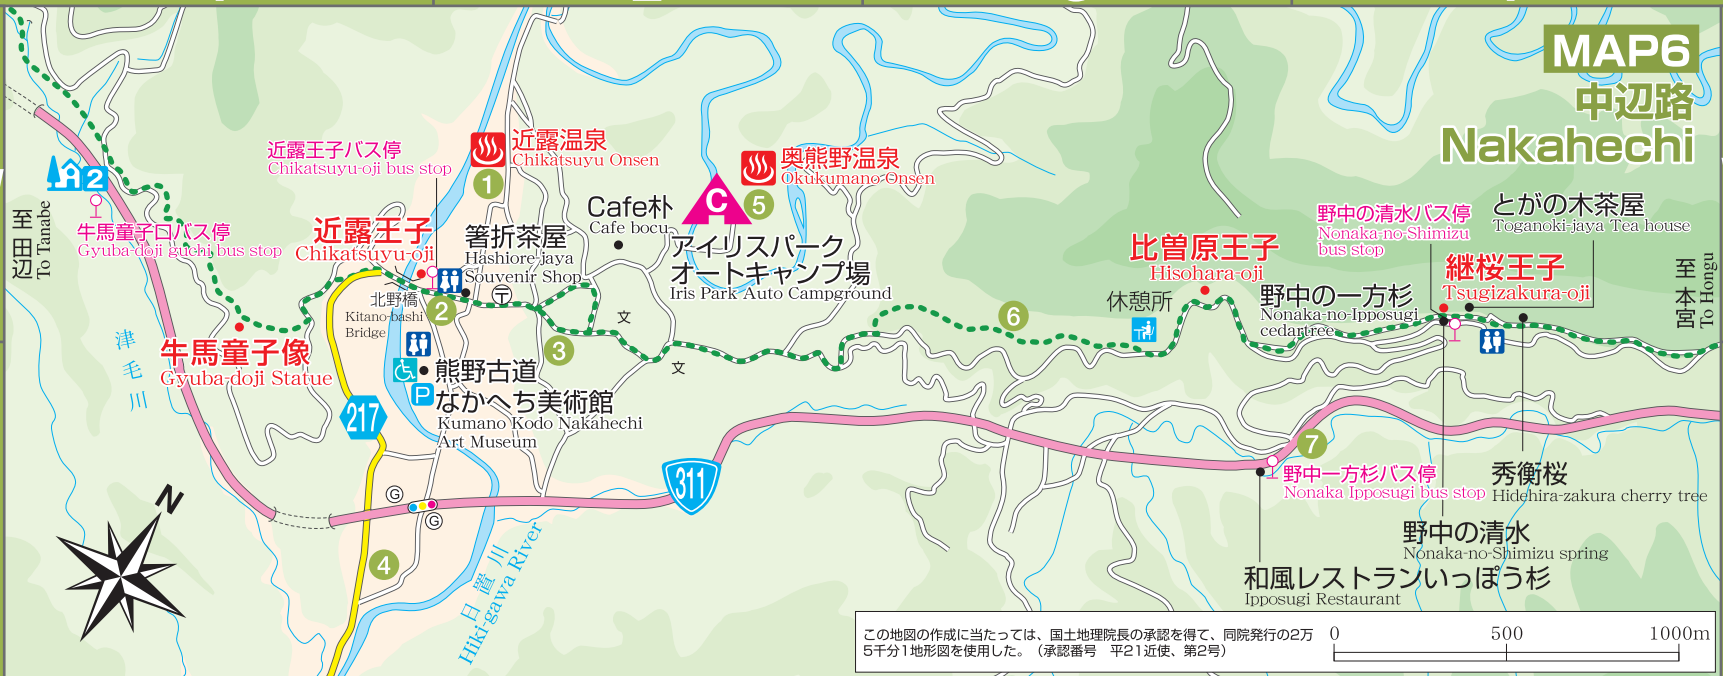 MAP6
中辺路
Nakahechi
近露温泉
Chikatsuyu Onsen
1
近露王子バス停
Chikatsuyu-oji bus stop
奥熊野温泉
Okukumano Onsen
C
5
2
牛馬童子口バス停
Gyuba-doji guchi bus stop
至田辺
To Tanabe
近露王子
Chikatsuyu-oji
箸折茶屋
Hashiore-jaya
Souvenir Shop
Cafe朴
Cafe bocu
アイリスパーク
オートキャンプ場
Iris Park Auto Campground
比曽原王子
Hisohara-oji
休憩所
野中の清水バス停
Nonaka-no-Shimizu
bus stop
とがの木茶屋
Toganoki-jaya Tea house
継桜王子
Tsugizakura-oji
至本宮
To Hongu
野中の一方杉
Nonaka-no-Ipposugi
cedar tree
北野橋
Kitano-bashi
Bridge
2
〒
文
文
3
6
牛馬童子像
Gyuba-doji Statue
津毛川
熊野古道
なかへち美術館
Kumano Kodo Nakahechi
Art Museum
P
217
311
G
G
4
日置川
Hiki-gawa River
N
7
野中一方杉バス停
Nonaka Ipposugi bus stop
秀衡桜
Hidehira-zakura cherry tree
野中の清水
Nonaka-no-Shimizu spring
和風レストランいっぽう杉
Ipposugi Restaurant
この地図の作成に当たっては、国土地理院長の承認を得て、同院発行の2万
5千分1地形図を使用した。（承認番号　平21近使、第2号）
0 500 1000m